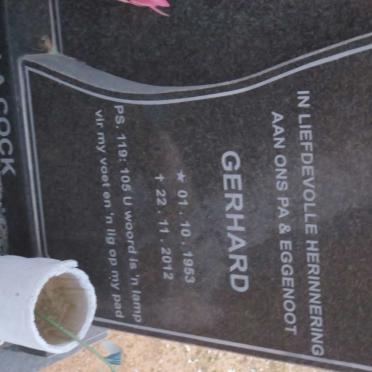 IN LIEFDEVOLLE HERINNERING
AAN ONS PA & EGGENOOT
GERHARD
★ 01 . 10 . 1953
✝ 22 . 11 . 2012
PS. 119: 105 U woord is 'n lamp
vir my voet en 'n lig op my pad
COCK